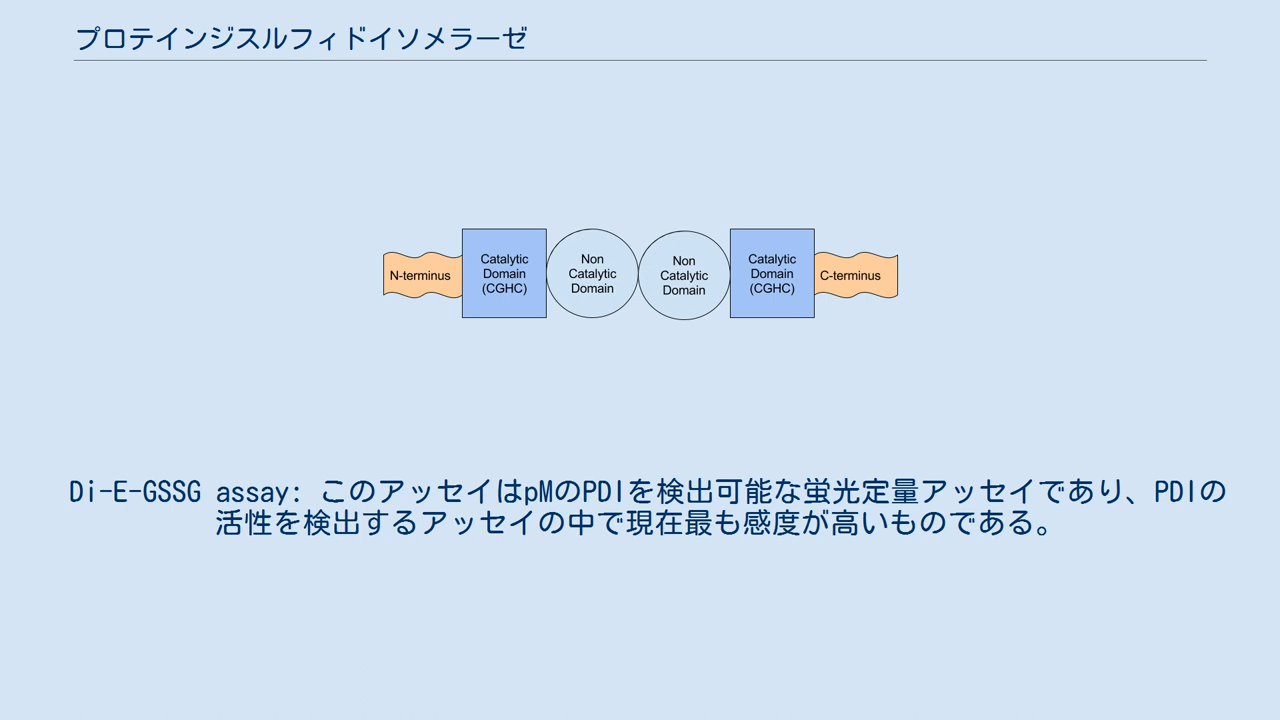 プロテインジスルフィドイソメラーゼ
N-terminus
Catalytic
Domain
(CGHC)
Non
Catalytic
Domain
Non
Catalytic
Domain
Catalytic
Domain
(CGHC)
C-terminus
Di-E-GSSG assay: このアッセイはpMのPDIを検出可能な蛍光定量アッセイであり、PDIの
活性を検出するアッセイの中で現在最も感度が高いものである。